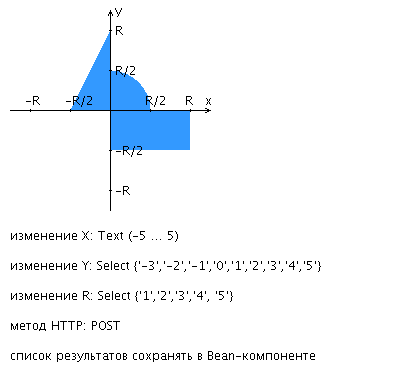 y
R
R/2
-R
-R/2
R/2
R
x
-R/2
-R
изменение X: Text (-5 ... 5)
изменение Y: Select {'-3','-2','-1','0','1','2','3','4','5'}
изменение R: Select {'1','2','3','4', '5'}
метод HTTP: POST
список результатов сохранять в Bean-компоненте